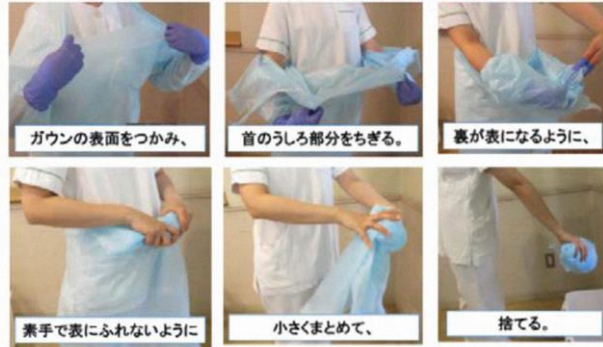 ガウンの表面をつかみ、
首のうしろ部分をちぎる。
裏が表になるように、
素手で表にふれないように
小さくまとめて、
捨てる。